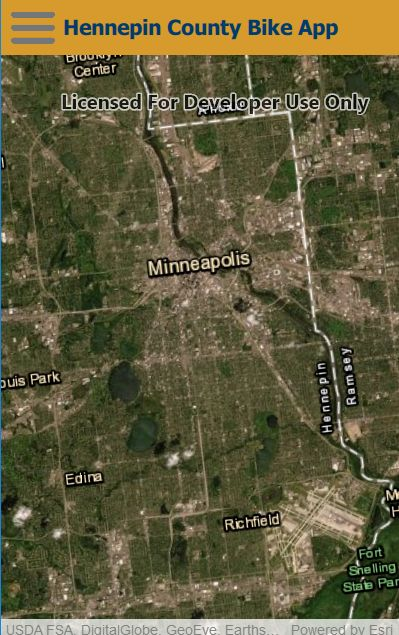 Hennepin County Bike App
Brooklyn
Center
Licensed For Developer Use Only
Minneapolis
Hennepin
Ramsey
ouis Park
Edina
Richfield
Fort
Snelling
State Par
USDA FSA, DigitalGlobe, GeoEye, Earths... Powered by Esri